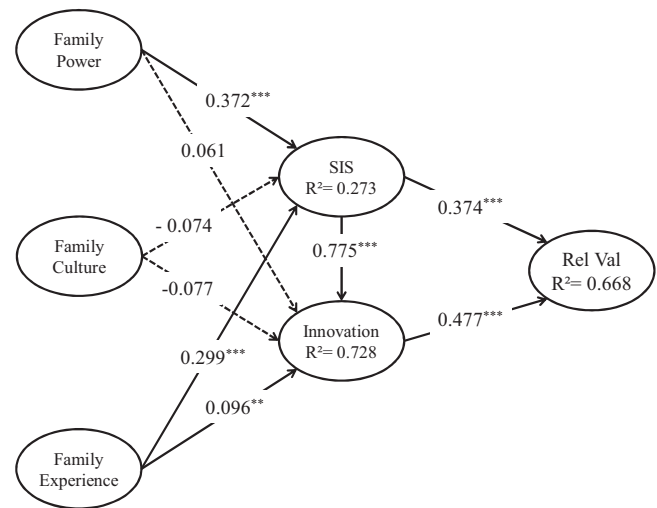 Family
Power
0.372***
0.061
SIS
R²= 0.273
0.374***
- 0.074
Family
Culture
0.775***
Rel Val
R²= 0.668
-0.077
Innovation
R²= 0.728
0.477***
0.299***
0.096**
Family
Experience